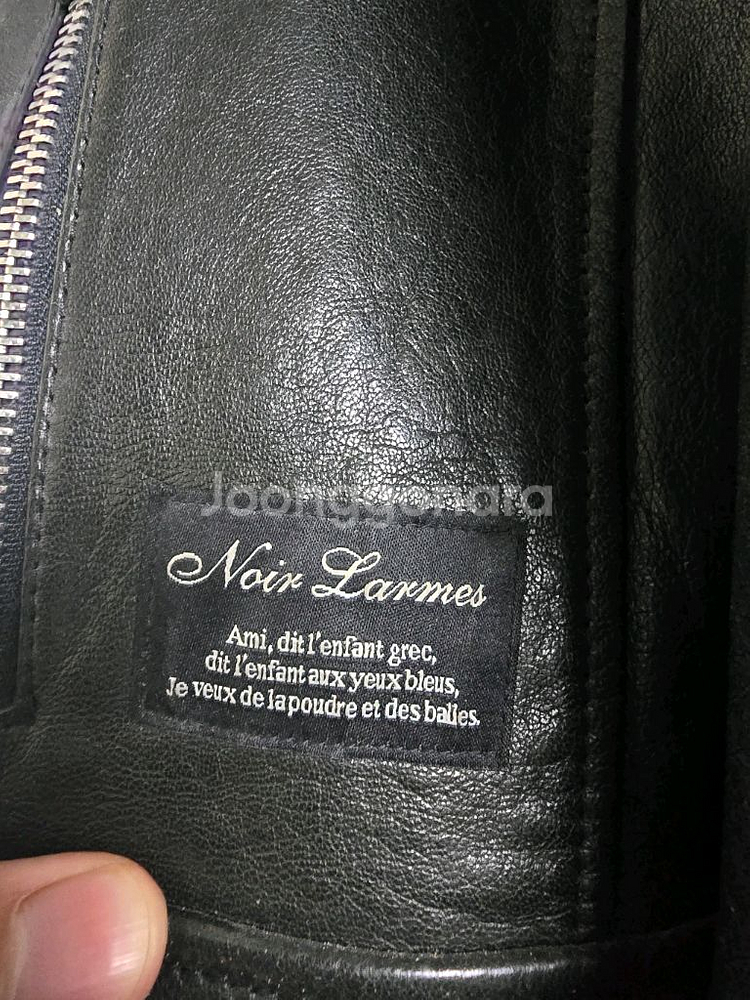 Joonggonara
Noir Larmes
Ami, dit l'enfant grec,
dit l'enfant aux yeux bleus,
Je veux de la poudre et des balles.